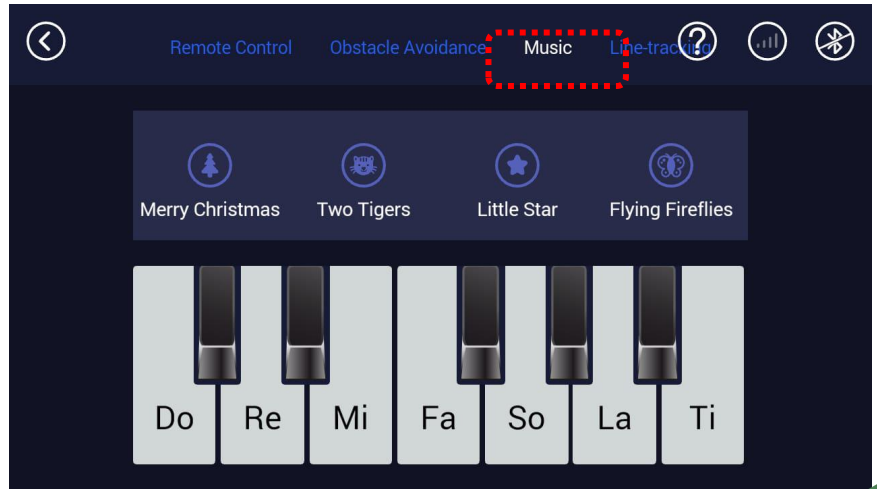 Remote Control Obstacle Avoidance Music Line-tracking
Merry Christmas Two Tigers Little Star Flying Fireflies
Do Re Mi Fa So La Ti